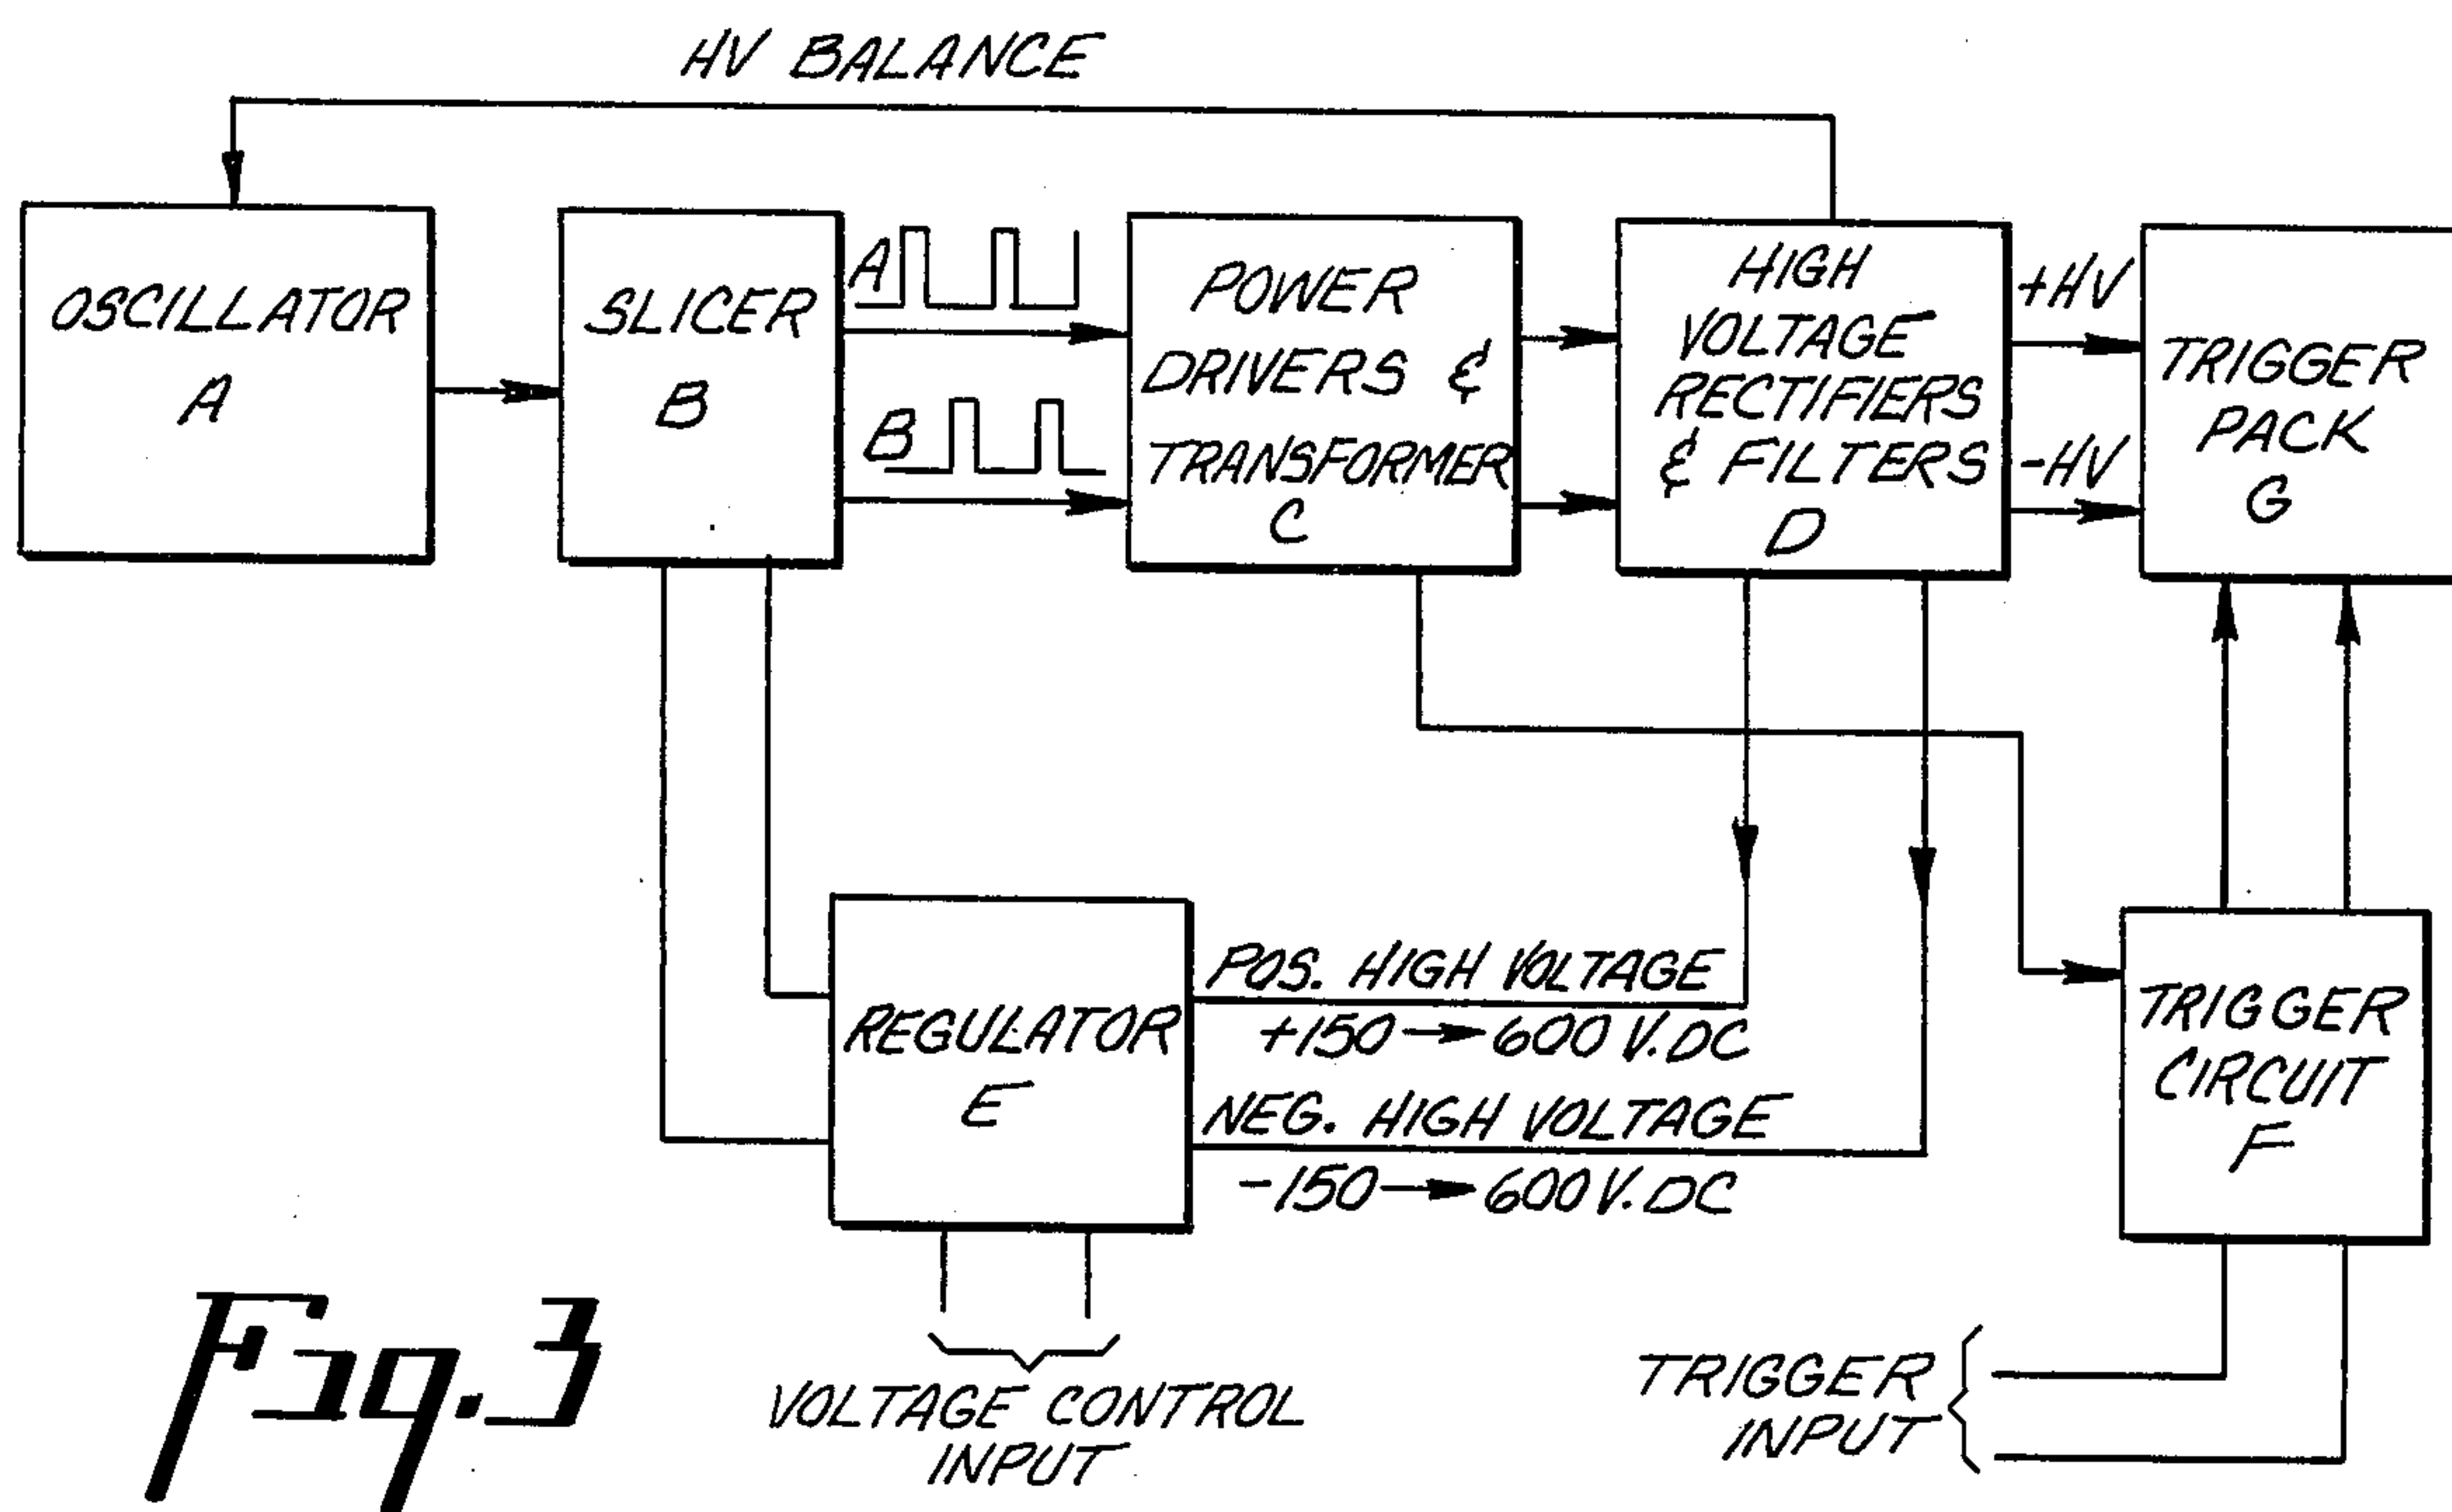 HV BALANCE
OSCILLATOR
A
SLICER
B
A
B
POWER
DRIVERS &
TRANSFORMER
C
HIGH
VOLTAGE
RECTIFIERS
& FILTERS
D
+HV
-HV
TRIGGER
PACK
G
REGULATOR
E
POS. HIGH VOLTAGE
+150 → 600 V. DC
NEG. HIGH VOLTAGE
-150 → 600 V. DC
TRIGGER
CIRCUIT
F
VOLTAGE CONTROL
INPUT
TRIGGER
INPUT
Fig. 3